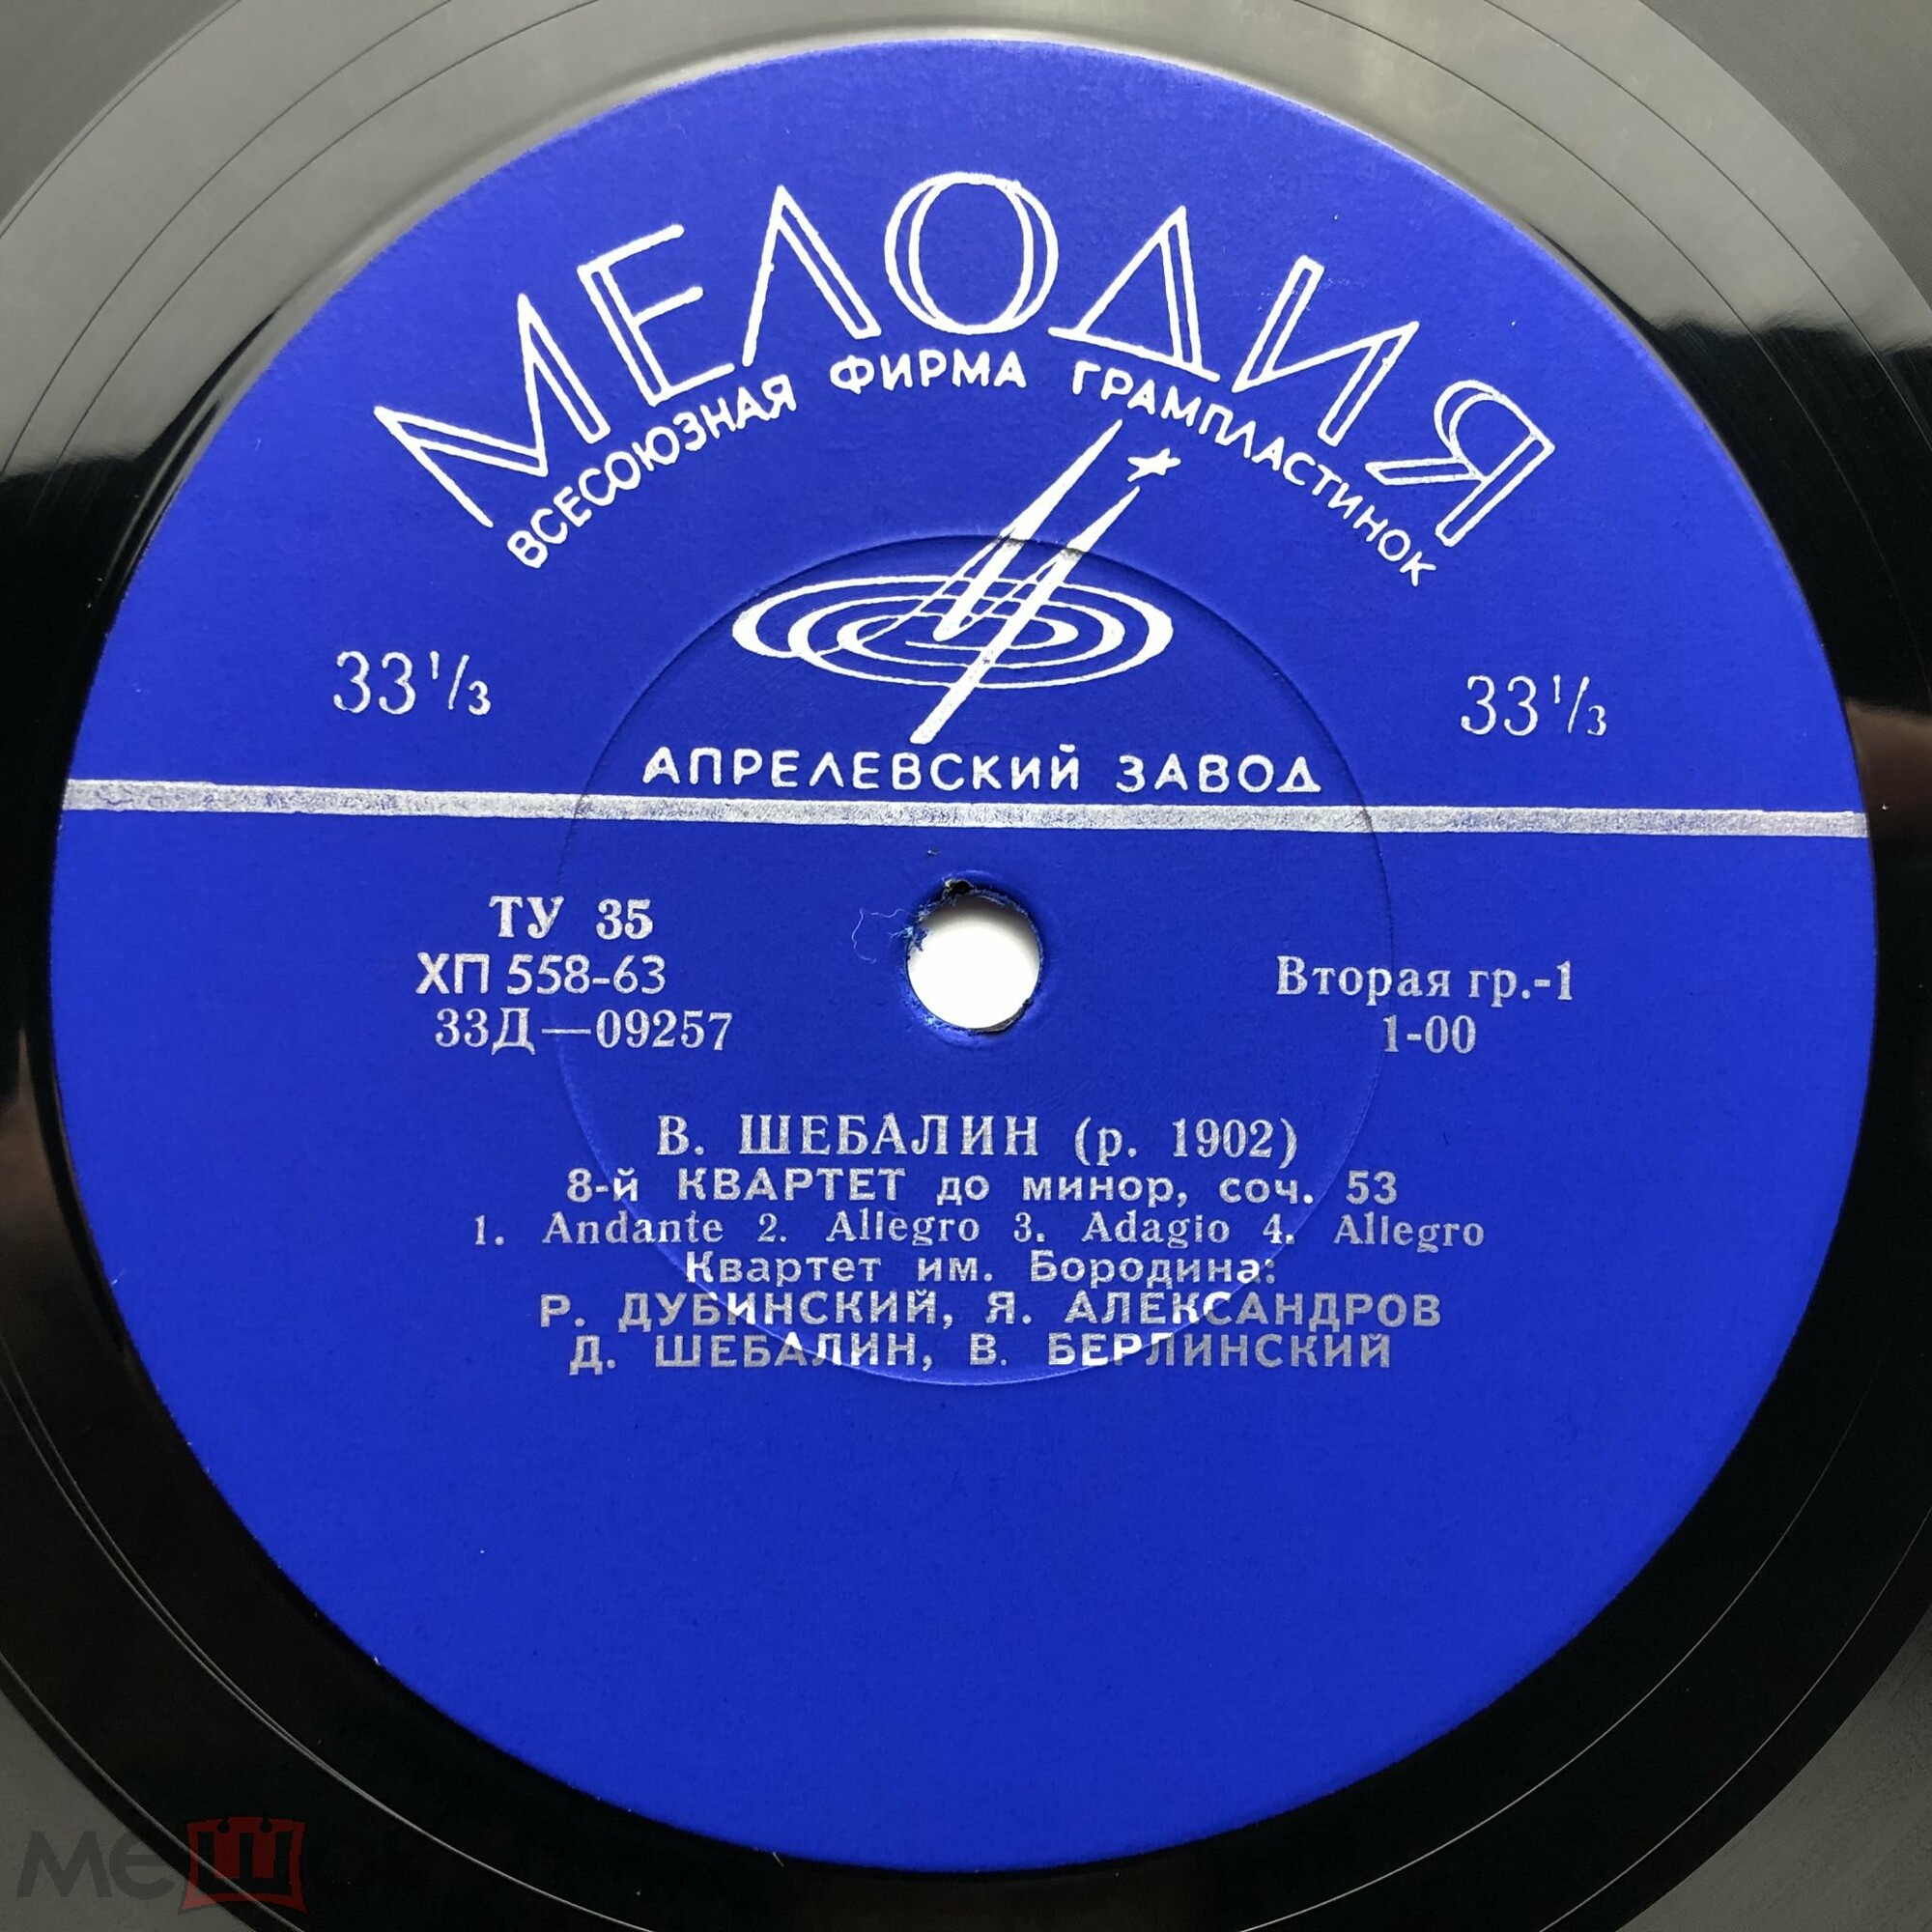 МЕЛОДИЯ
ВСЕСОЮЗНАЯ ФИРМА ГРАМПЛАСТИНОК
33⅓ 33⅓
АПРЕЛЕВСКИЙ ЗАВОД
ТУ 35
ХП 558-63
33Д—09257
Вторая гр.-1
1-00
В. ШЕБАЛИН (р. 1902)
8-й КВАРТЕТ до минор, соч. 53
1. Andante 2. Allegro 3. Adagio 4. Allegro
Квартет им. Бородина:
Р. ДУБИНСКИЙ, Я. АЛЕКСАНДРОВ
Д. ШЕБАЛИН, В. БЕРЛИНСКИЙ